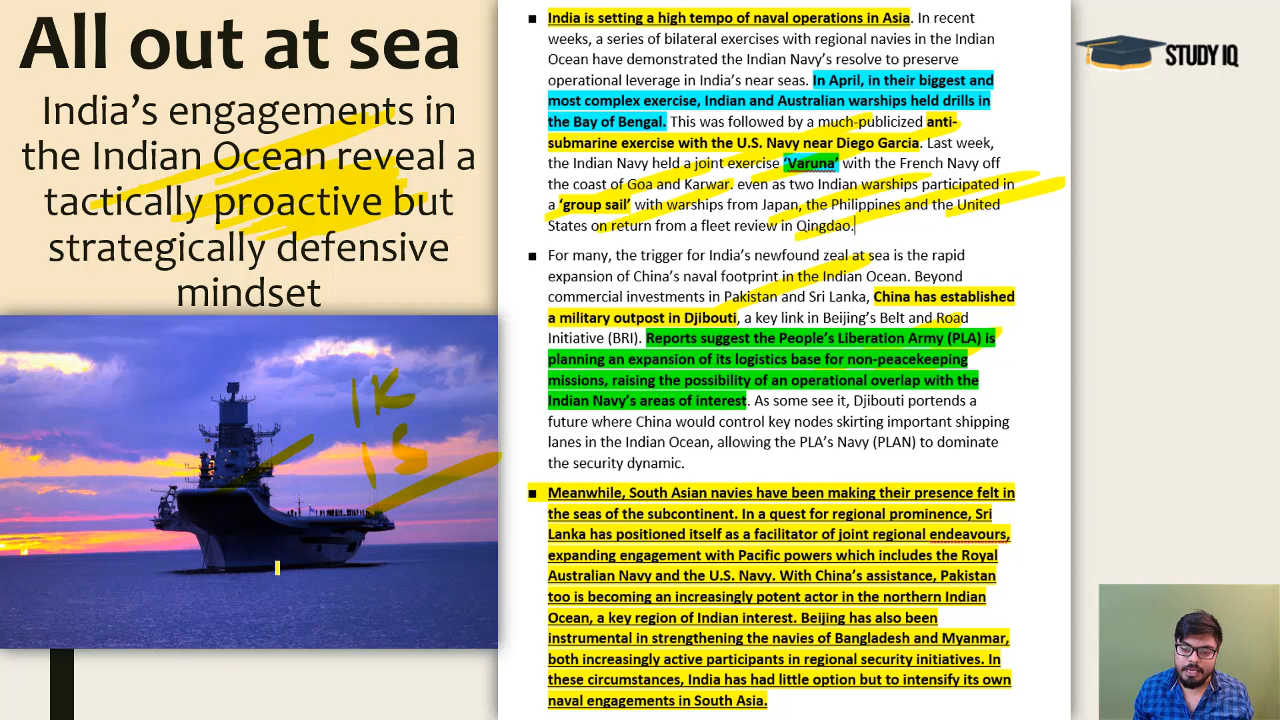 All out at sea
India's engagements in
the Indian Ocean reveal a
tactically proactive but
strategically defensive
mindset
1K
15
■ India is setting a high tempo of naval operations in Asia. In recent
weeks, a series of bilateral exercises with regional navies in the Indian
Ocean have demonstrated the Indian Navy's resolve to preserve
operational leverage in India's near seas. In April, in their biggest and
most complex exercise, Indian and Australian warships held drills in
the Bay of Bengal. This was followed by a much-publicized anti-
submarine exercise with the U.S. Navy near Diego Garcia. Last week,
the Indian Navy held a joint exercise 'Varuna' with the French Navy off
the coast of Goa and Karwar. even as two Indian warships participated in
a 'group sail' with warships from Japan, the Philippines and the United
States on return from a fleet review in Qingdao.
■ For many, the trigger for India's newfound zeal at sea is the rapid
expansion of China's naval footprint in the Indian Ocean. Beyond
commercial investments in Pakistan and Sri Lanka, China has established
a military outpost in Djibouti, a key link in Beijing's Belt and Road
Initiative (BRI). Reports suggest the People's Liberation Army (PLA) is
planning an expansion of its logistics base for non-peacekeeping
missions, raising the possibility of an operational overlap with the
Indian Navy's areas of interest. As some see it, Djibouti portends a
future where China would control key nodes skirting important shipping
lanes in the Indian Ocean, allowing the PLA's Navy (PLAN) to dominate
the security dynamic.
■ Meanwhile, South Asian navies have been making their presence felt in
the seas of the subcontinent. In a quest for regional prominence, Sri
Lanka has positioned itself as a facilitator of joint regional endeavours,
expanding engagement with Pacific powers which includes the Royal
Australian Navy and the U.S. Navy. With China's assistance, Pakistan
too is becoming an increasingly potent actor in the northern Indian
Ocean, a key region of Indian interest. Beijing has also been
instrumental in strengthening the navies of Bangladesh and Myanmar,
both increasingly active participants in regional security initiatives. In
these circumstances, India has had little option but to intensify its own
naval engagements in South Asia.
STUDY IQ